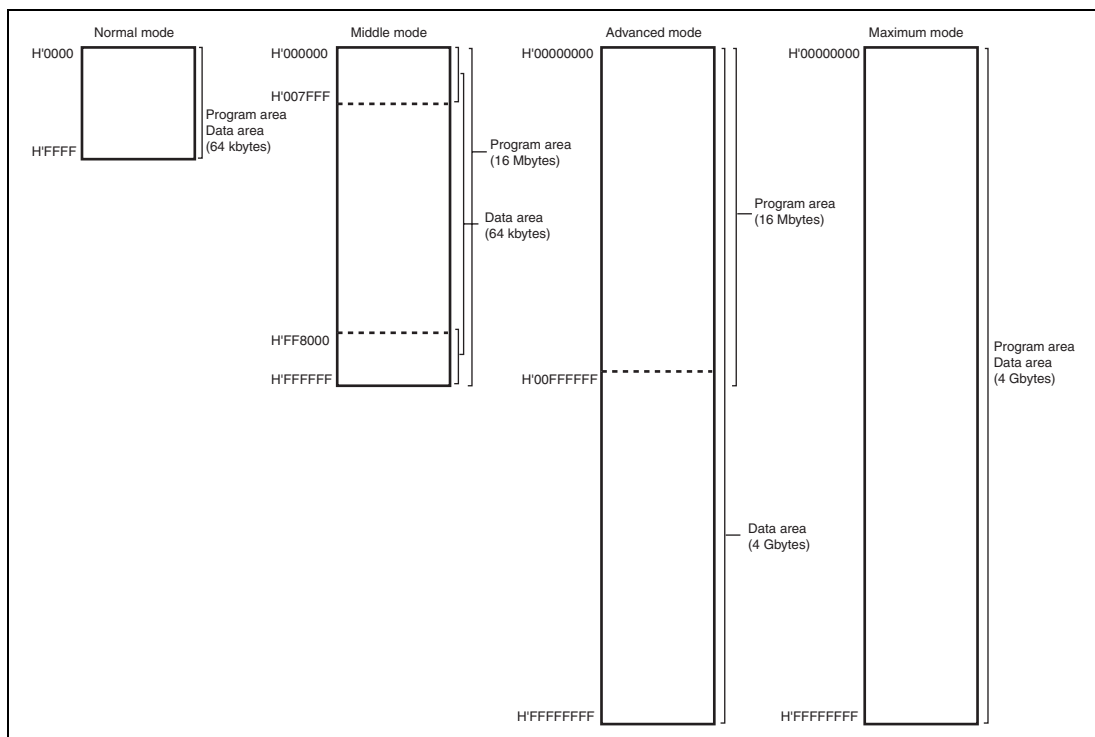 Normal mode
H'0000
H'FFFF
Program area
Data area
(64 kbytes)
Middle mode
H'000000
H'007FFF
H'FF8000
H'FFFFFF
Program area
(16 Mbytes)
Data area
(64 kbytes)
Advanced mode
H'00000000
H'00FFFFFF
H'FFFFFFFF
Program area
(16 Mbytes)
Data area
(4 Gbytes)
Maximum mode
H'00000000
H'FFFFFFFF
Program area
Data area
(4 Gbytes)